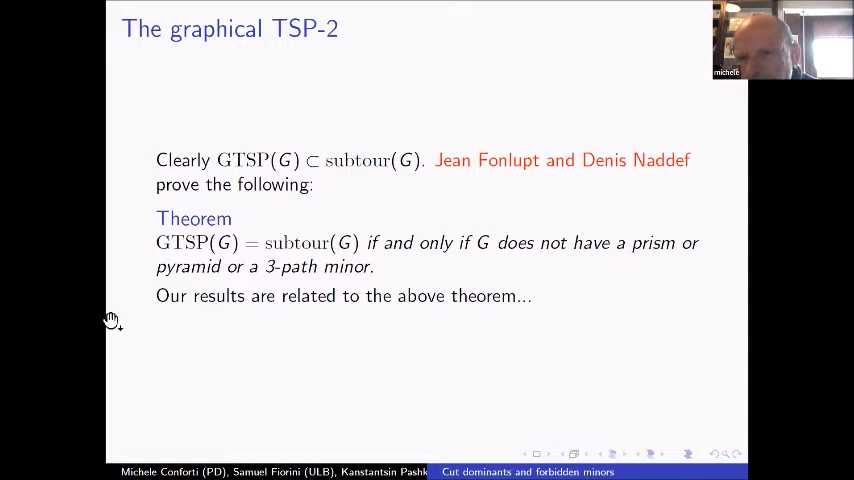 The graphical TSP-2
michele
Clearly GTSP(G) ⊂ subtour(G). Jean Fonlupt and Denis Naddef
prove the following:
Theorem
GTSP(G) = subtour(G) if and only if G does not have a prism or
pyramid or a 3-path minor.
Our results are related to the above theorem...
Michele Conforti (PD), Samuel Fiorini (ULB), Kanstantsin Pashk
Cut dominants and forbidden minors